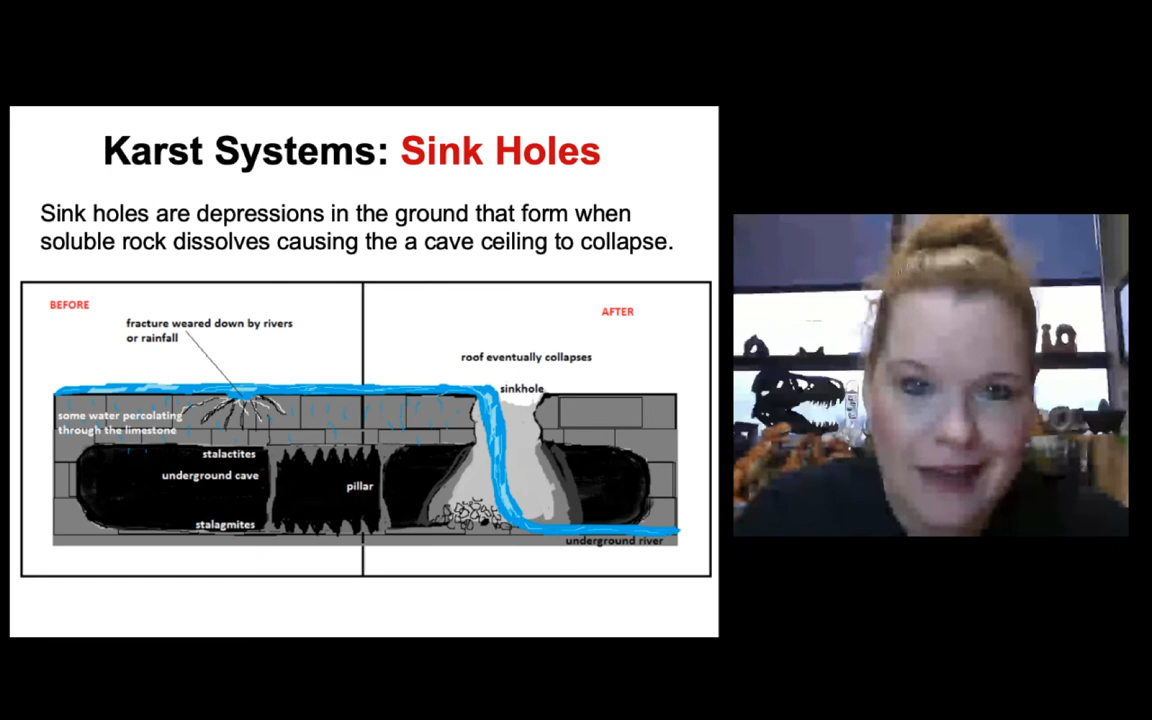 Karst Systems: Sink Holes
Sink holes are depressions in the ground that form when
soluble rock dissolves causing the a cave ceiling to collapse.
BEFORE
fracture weared down by rivers
or rainfall
some water percolating
through the limestone
stalactites
underground cave
pillar
stalagmites
AFTER
roof eventually collapses
sinkhole
underground river